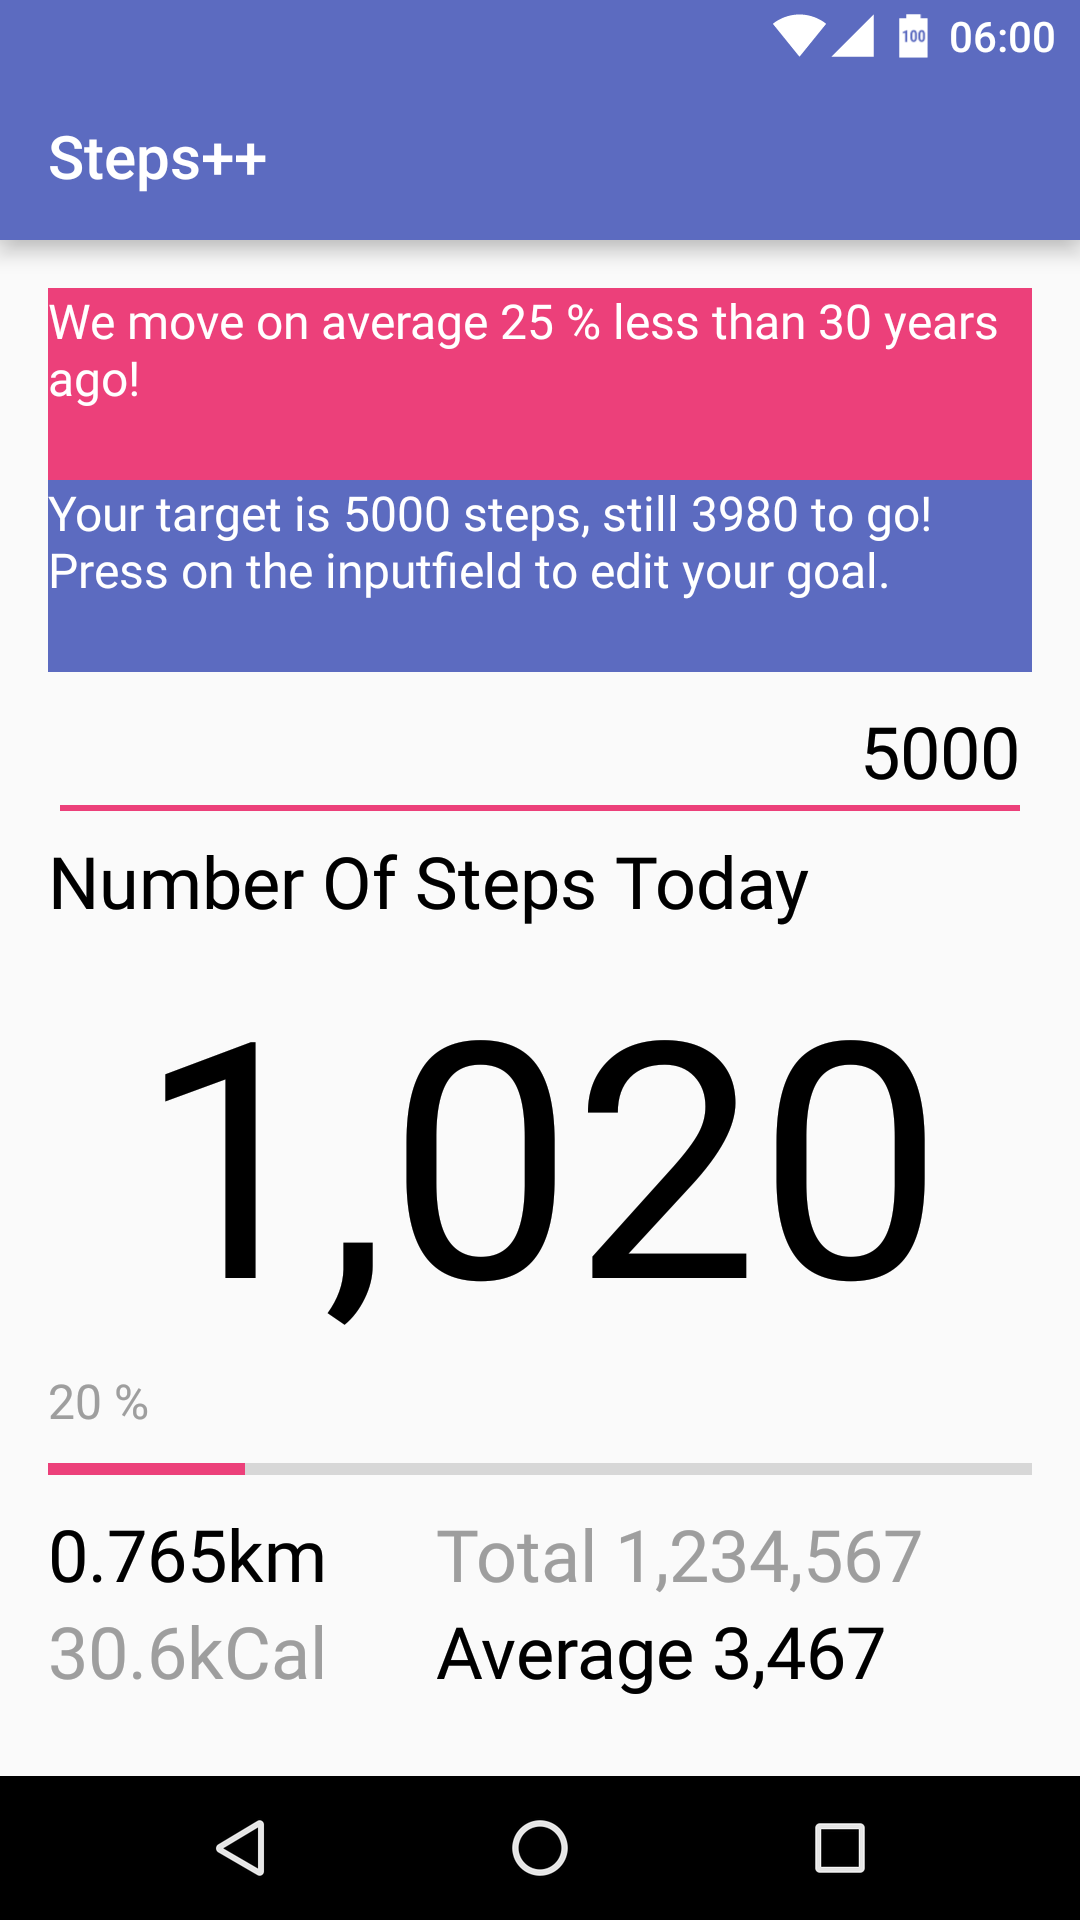 100 06:00
Steps++
We move on average 25 % less than 30 years
ago!
Your target is 5000 steps, still 3980 to go!
Press on the inputfield to edit your goal.
5000
Number Of Steps Today
1,020
20 %
0.765km Total 1,234,567
30.6kCal Average 3,467